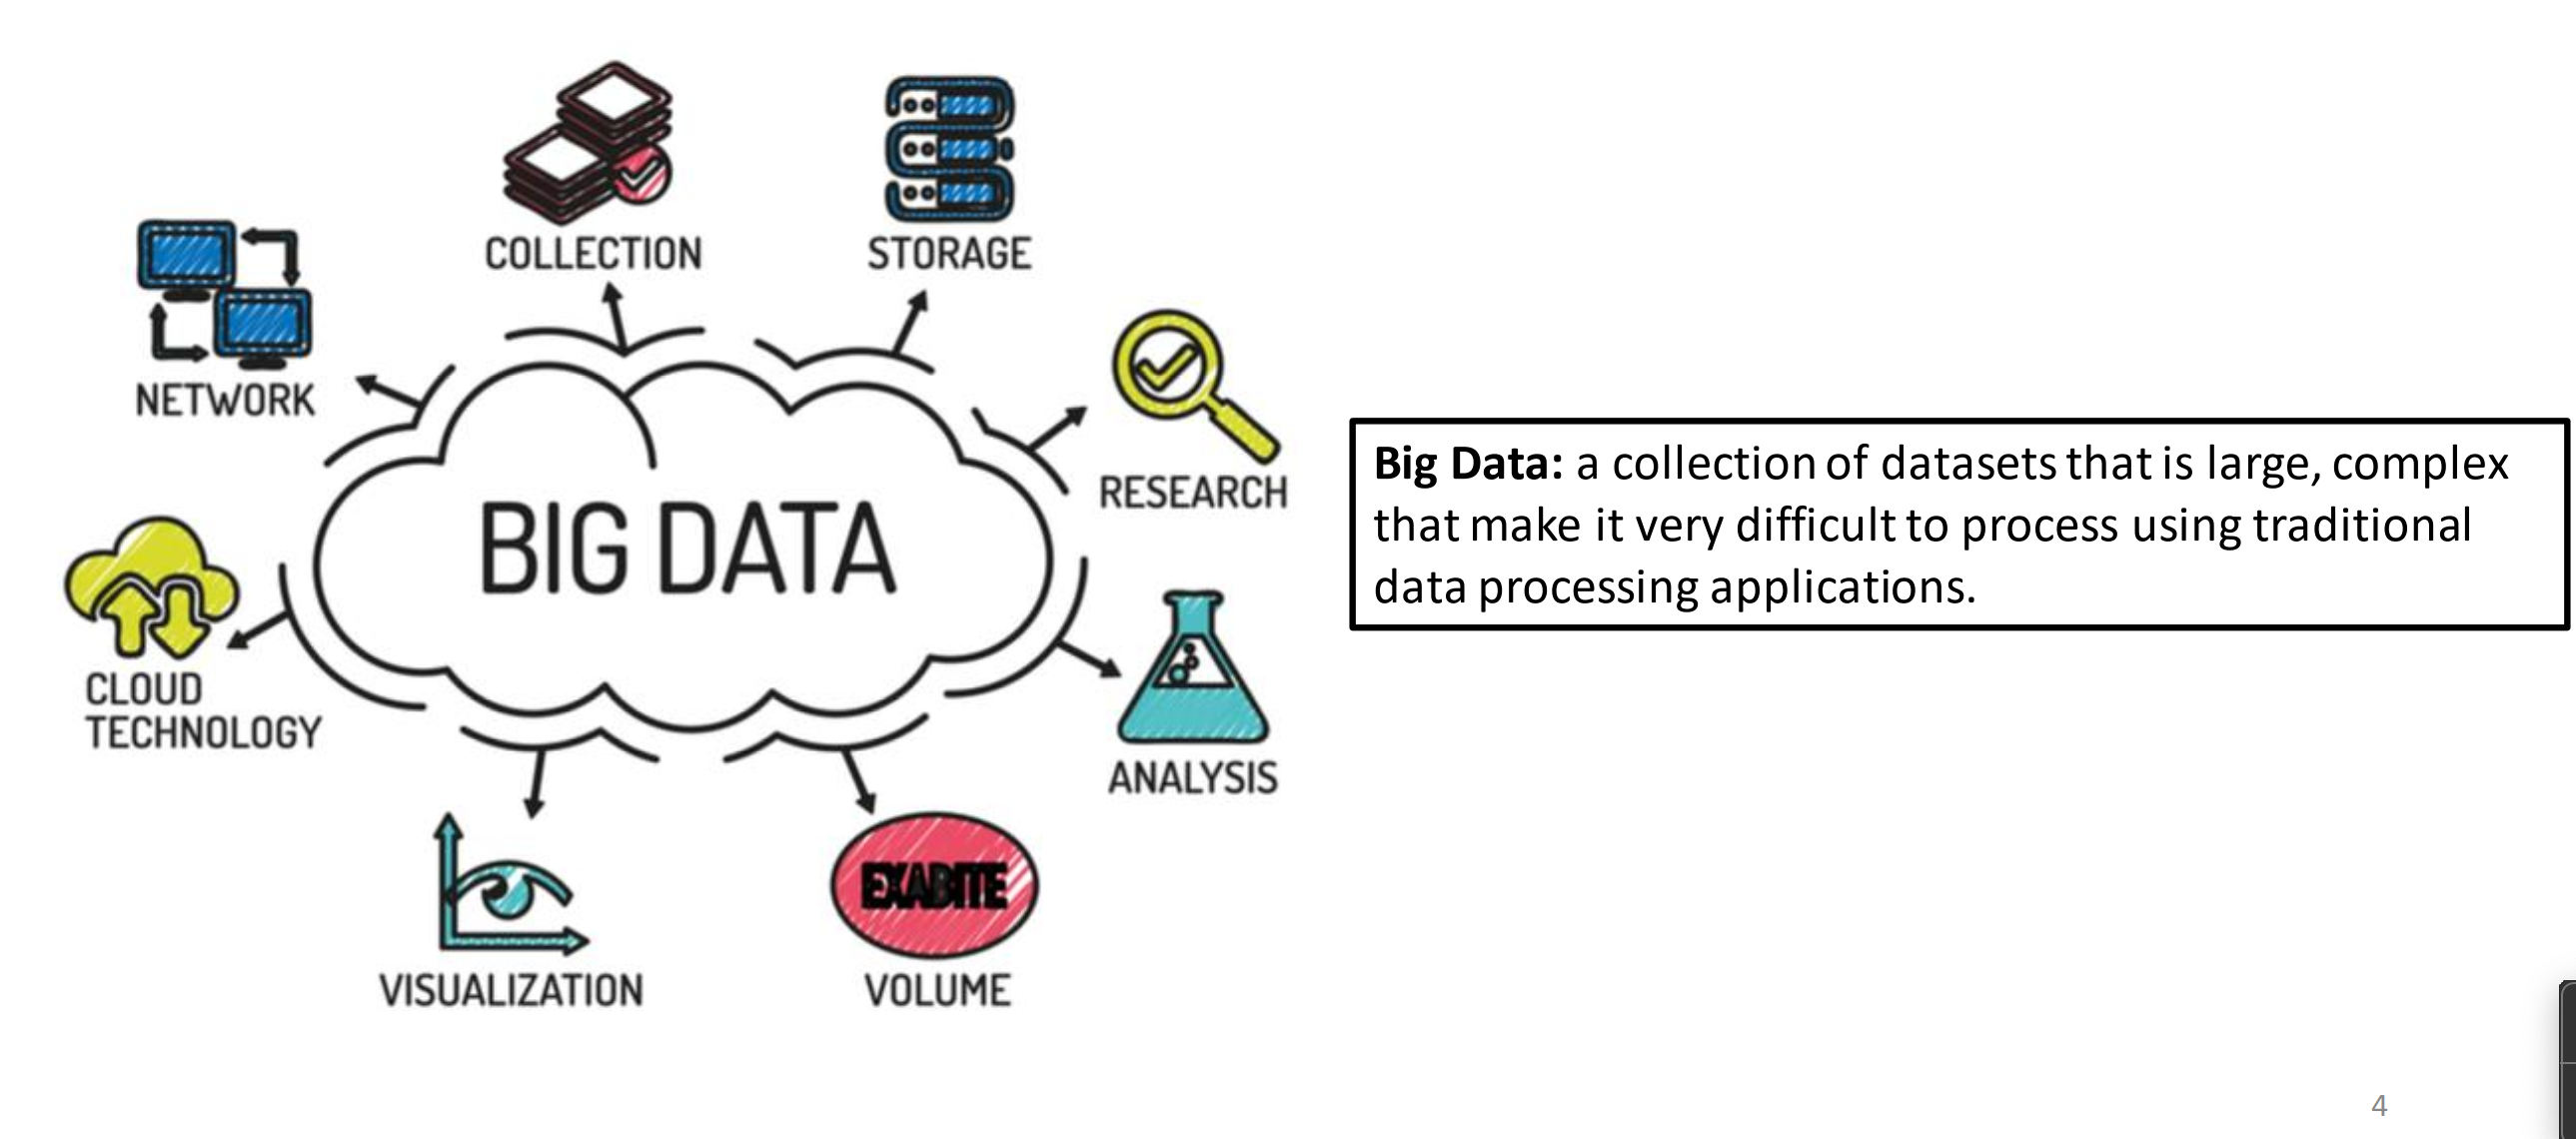 COLLECTION
STORAGE
NETWORK
RESEARCH
BIG DATA
CLOUD
TECHNOLOGY
ANALYSIS
VISUALIZATION
EXABITE
VOLUME
Big Data: a collection of datasets that is large, complex
that make it very difficult to process using traditional
data processing applications.
4